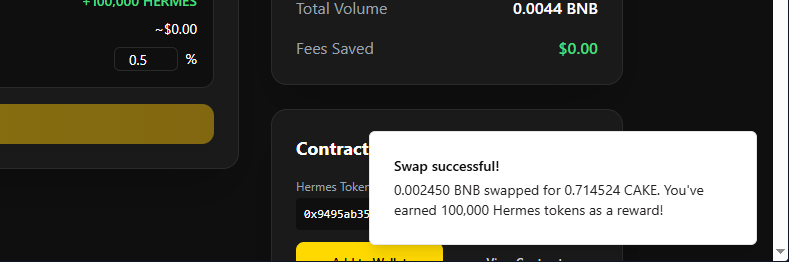 +100,000 HERMES
~$0.00
0.5 %
Total Volume 0.0044 BNB
Fees Saved $0.00
Contract
Hermes Token
0x9495ab35
Swap successful!
0.002450 BNB swapped for 0.714524 CAKE. You've
earned 100,000 Hermes tokens as a reward!